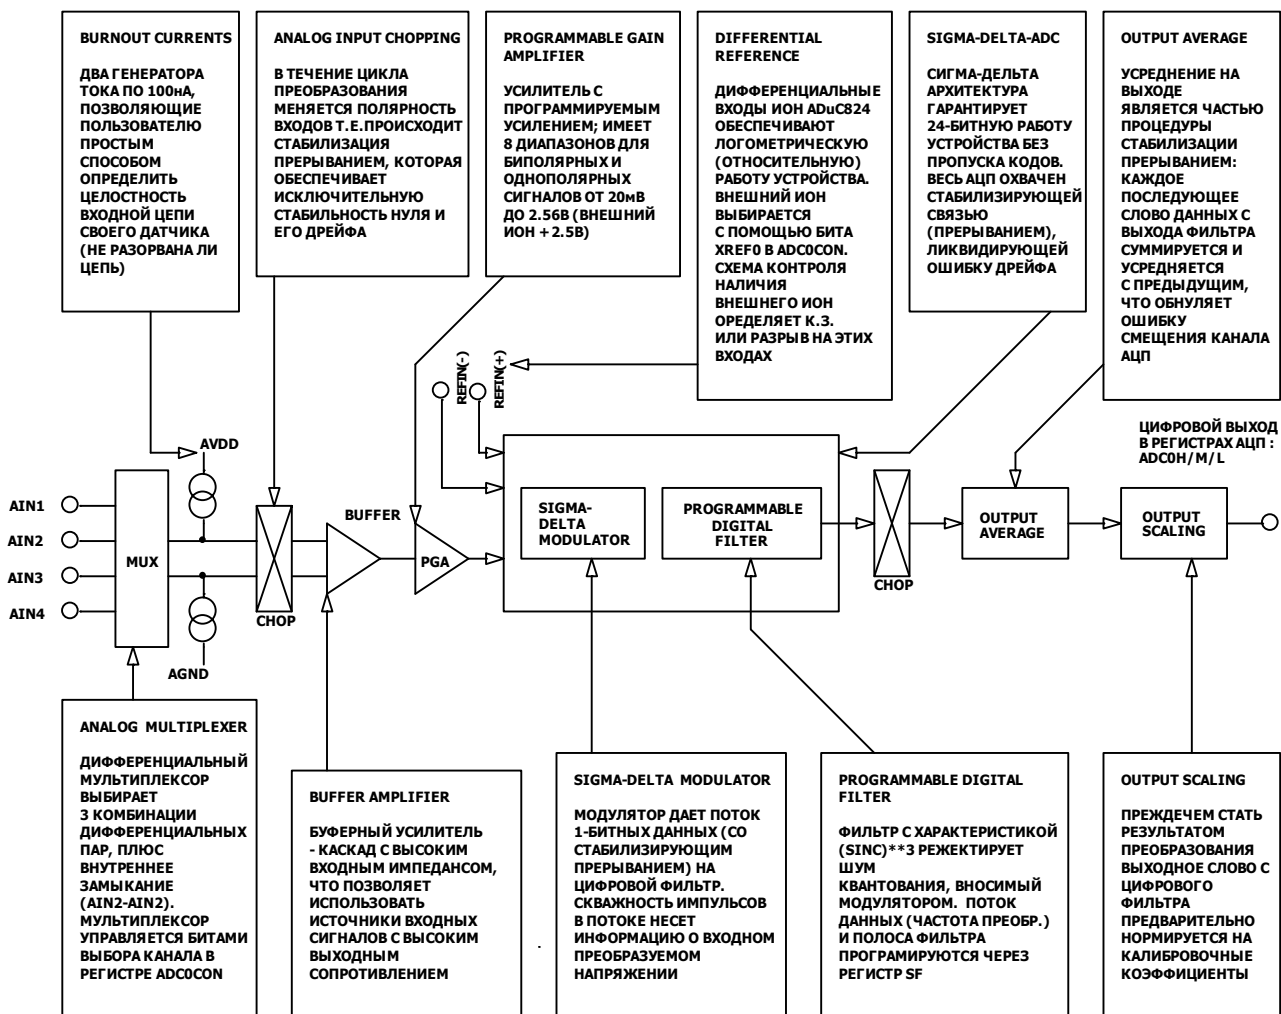 BURNOUT CURRENTS
ДВА ГЕНЕРАТОРА
ТОКА ПО 100нА,
ПОЗВОЛЯЮЩИЕ
ПОЛЬЗОВАТЕЛЮ
ПРОСТЫМ
СПОСОБОМ
ОПРЕДЕЛИТЬ
ЦЕЛОСТНОСТЬ
ВХОДНОЙ ЦЕПИ
СВОЕГО ДАТЧИКА
(НЕ РАЗОРВАНА ЛИ
ЦЕПЬ)
ANALOG INPUT CHOPPING
В ТЕЧЕНИЕ ЦИКЛА
ПРЕОБРАЗОВАНИЯ
МЕНЯЕТСЯ ПОЛЯРНОСТЬ
ВХОДОВ Т.Е.ПРОИСХОДИТ
СТАБИЛИЗАЦИЯ
ПРЕРЫВАНИЕМ, КОТОРАЯ
ОБЕСПЕЧИВАЕТ
ИСКЛЮЧИТЕЛЬНУЮ
СТАБИЛЬНОСТЬ НУЛЯ И
ЕГО ДРЕЙФА
PROGRAMMABLE GAIN
AMPLIFIER
УСИЛИТЕЛЬ С
ПРОГРАММИРУЕМЫМ
УСИЛЕНИЕМ; ИМЕЕТ
8 ДИАПАЗОНОВ ДЛЯ
БИПОЛЯРНЫХ И
ОДНОПОЛЯРНЫХ
СИГНАЛОВ ОТ 20мВ
ДО 2.56В (ВНЕШНИЙ
ИОН +2.5В)
DIFFERENTIAL
REFERENCE
ДИФФЕРЕНЦИАЛЬНЫЕ
ВХОДЫ ИОН ADuC824
ОБЕСПЕЧИВАЮТ
ЛОГОМЕТРИЧЕСКУЮ
(ОТНОСИТЕЛЬНУЮ)
РАБОТУ УСТРОЙСТВА.
ВНЕШНИЙ ИОН
ВЫБИРАЕТСЯ
С ПОМОЩЬЮ БИТА
XREF0 В ADC0CON.
СХЕМА КОНТРОЛЯ
НАЛИЧИЯ
ВНЕШНЕГО ИОН
ОРЕДЕЛЯЕТ К.З.
ИЛИ РАЗРЫВ НА ЭТИХ
ВХОДАХ
SIGMA-DELTA-ADC
СИГМА-ДЕЛЬТА
АРХИТЕКТУРА
ГАРАНТИРУЕТ
24-БИТНУЮ РАБОТУ
УСТРОЙСТВА БЕЗ
ПРОПУСКА КОДОВ.
ВЕСЬ АЦП ОХВАЧЕН
СТАБИЛИЗИРУЮЩЕЙ
СВЯЗЬЮ
(ПРЕРЫВАНИЕМ),
ЛИКВИДИРУЮЩЕЙ
ОШИБКУ ДРЕЙФА
OUTPUT AVERAGE
УСРЕДНЕНИЕ НА
ВЫХОДЕ
ЯВЛЯЕТСЯ ЧАСТЬЮ
ПРОЦЕДУРЫ
СТАБИЛИЗАЦИИ
ПРЕРЫВАНИЕМ:
КАЖДОЕ
ПОСЛЕДУЮЩЕЕ
СЛОВО ДАННЫХ С
ВЫХОДА ФИЛЬТРА
СУММИРУЕТСЯ И
УСРЕДНЯЕТСЯ
С ПРЕДЫДУЩИМ,
ЧТО ОБНУЛЯЕТ
ОШИБКУ
СМЕЩЕНИЯ КАНАЛА
АЦП
REFIN(-)
REFIN(+)
ЦИФРОВОЙ ВЫХОД
В РЕГИСТРАХ АЦП :
ADC0H/M/L
AVDD
AIN1
AIN2
AIN3
AIN4
MUX
AGND
CHOP
BUFFER
PGA
SIGMA-
DELTA
MODULATOR
PROGRAMMABLE
DIGITAL
FILTER
CHOP
OUTPUT
AVERAGE
OUTPUT
SCALING
ANALOG MULTIPLEXER
ДИФФЕРЕНЦИАЛЬНЫЙ
МУЛЬТИПЛЕКСОР
ВЫБИРАЕТ
3 КОМБИНАЦИИ
ДИФФЕРЕНЦИАЛЬНЫХ
ПАР, ПЛЮС
ВНУТРЕННЕЕ
ЗАМЫКАНИЕ
(AIN2-AIN2).
МУЛЬТИПЛЕКСОР
УПРАВЛЯЕТСЯ БИТАМИ
ВЫБОРА КАНАЛА В
РЕГИСТРЕ ADC0CON
BUFFER AMPLIFIER
БУФЕРНЫЙ УСИЛИТЕЛЬ
- КАСКАД С ВЫСОКИМ
ВХОДНЫМ ИМПЕДАНСОМ,
ЧТО ПОЗВОЛЯЕТ
ИСПОЛЬЗОВАТЬ
ИСТОЧНИКИ ВХОДНЫХ
СИГНАЛОВ С ВЫСОКИМ
ВЫХОДНЫМ
СОПРОТИВЛЕНИЕМ
SIGMA-DELTA MODULATOR
МОДУЛЯТОР ДАЕТ ПОТОК
1-БИТНЫХ ДАННЫХ (СО
СТАБИЛИЗИРУЮЩИМ
ПРЕРЫВАНИЕМ) НА
ЦИФРОВОЙ ФИЛЬТР.
СКВАЖНОСТЬ ИМПУЛЬСОВ
В ПОТОКЕ НЕСЕТ
ИНФОРМАЦИЮ О ВХОДНОМ
ПРЕОБРАЗУЕМОМ
НАПРЯЖЕНИИ
PROGRAMMABLE DIGITAL
FILTER
ФИЛЬТР С ХАРАКТЕРИСТИКОЙ
(SINC)**3 РЕЖЕКТИРУЕТ
ШУМ
КВАНТОВАНИЯ, ВНОСИМЫЙ
МОДУЛЯТОРОМ. ПОТОК
ДАННЫХ (ЧАСТОТА ПРЕОБР.)
И ПОЛОСА ФИЛЬТРА
ПРОГРАМИРУЮТСЯ ЧЕРЕЗ
РЕГИСТР SF
OUTPUT SCALING
ПРЕЖДЕЧЕМ СТАТЬ
РЕЗУЛЬТАТОМ
ПРЕОБРАЗОВАНИЯ
ВЫХОДНОЕ СЛОВО С
ЦИФРОВОГО
ФИЛЬТРА
ПРЕДВАРИТЕЛЬНО
НОРМИРУЕТСЯ НА
КАЛИБРОВОЧНЫЕ
КОЭФФИЦИЕНТЫ